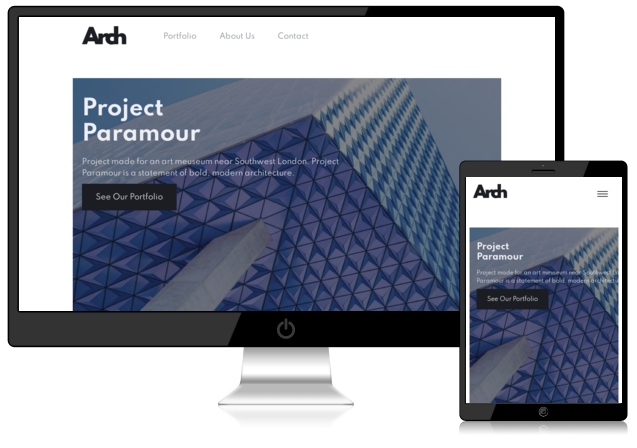 Arch
Portfolio
About Us
Contact
Project
Paramour
Project made for an art meuseum near Southwest London. Project
Paramour is a statement of bold, modern architecture.
See Our Portfolio
Arch
Project
Paramour
Project made for an art meuseum near Southwest
Paramour is a statement of bold, modern
See Our Portfolio